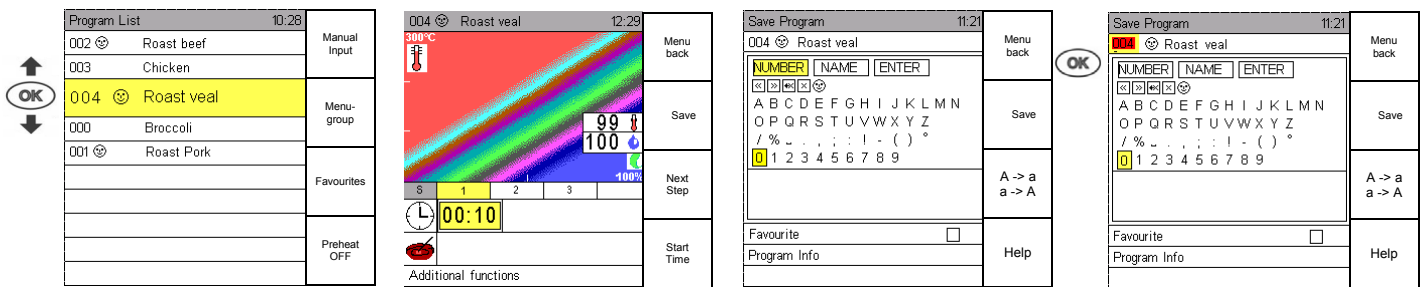 Program List 10:28
002 Roast beef
003 Chicken
004 Roast veal
000 Broccoli
001 Roast Pork
Manual
Input
Menu-
group
Favourites
Preheat
OFF
OK
004 Roast veal 12:29
300°C
99
100
100%
S 1 2 3
00:10
Additional functions
Menu
back
Save
Next
Step
Start
Time
Save Program 11:21
004 Roast veal
NUMBER NAME ENTER
« » x
A B C D E F G H I J K L M N
O P Q R S T U V W X Y Z
/ % . , ; : ! - ( ) °
0 1 2 3 4 5 6 7 8 9
Favourite
Program Info
Menu
back
Save
A -> a
a -> A
Help
OK
Save Program 11:21
004 Roast veal
NUMBER NAME ENTER
« » x
A B C D E F G H I J K L M N
O P Q R S T U V W X Y Z
/ % . , ; : ! - ( ) °
0 1 2 3 4 5 6 7 8 9
Favourite
Program Info
Menu
back
Save
A -> a
a -> A
Help